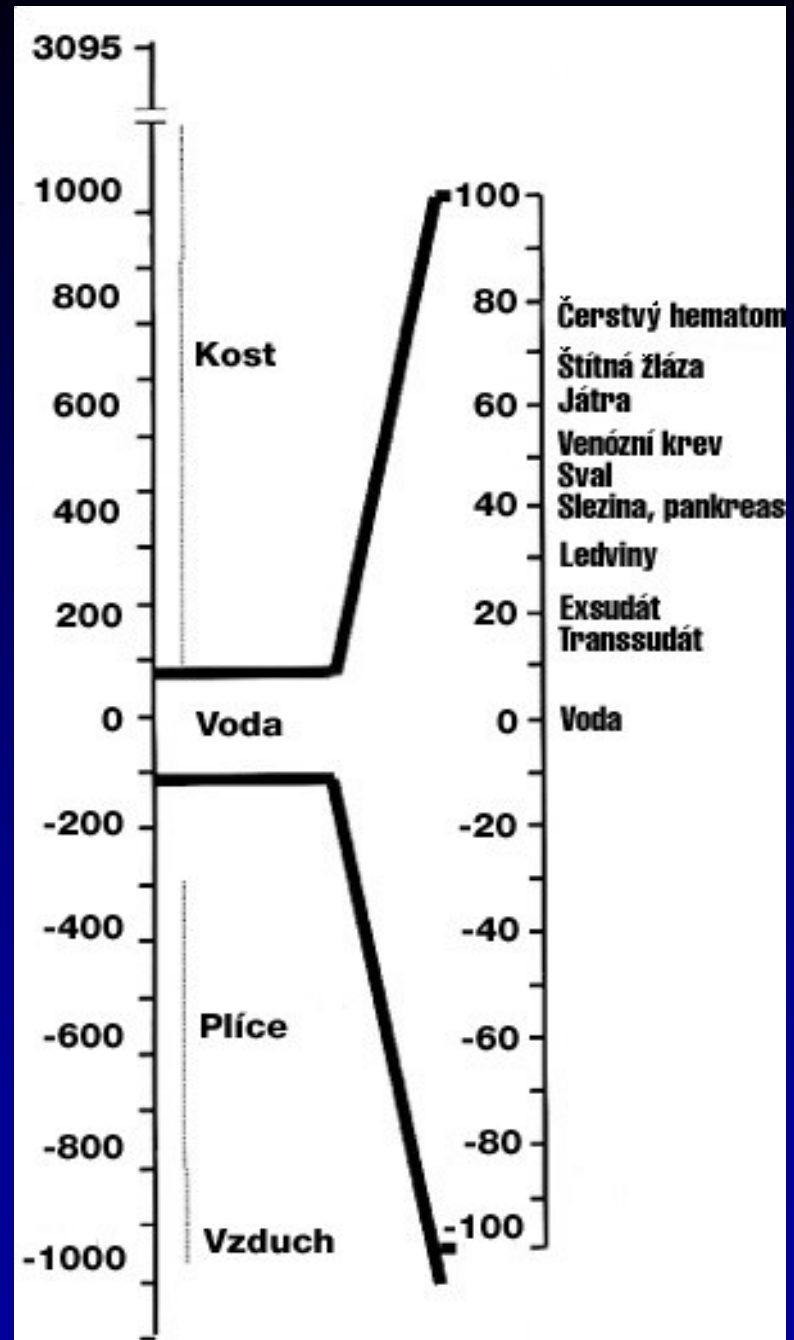 3095
1000
800
Kost
600
400
200
0
Voda
-200
-400
Plíce
-600
-800
Vzduch
-1000
100
80
Čerstvý hematom
Štítná žláza
60
Játra
Venózní krev
Sval
40
Slezina, pankreas
Ledviny
20
Exsudát
Transsudát
0
Voda
-20
-40
-60
-80
-100